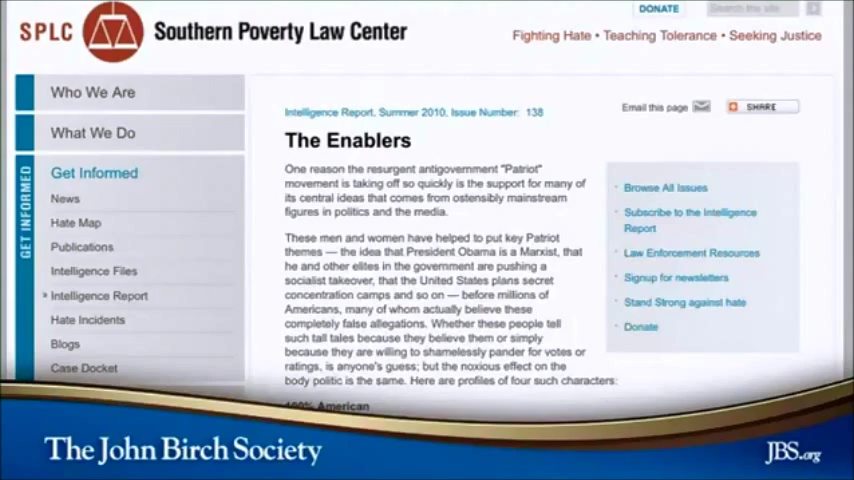 SPLC
Southern Poverty Law Center
DONATE
Search the site
Fighting Hate • Teaching Tolerance • Seeking Justice
Who We Are
What We Do
GET INFORMED
Get Informed
News
Hate Map
Publications
Intelligence Files
» Intelligence Report
Hate Incidents
Blogs
Case Docket
Intelligence Report, Summer 2010, Issue Number: 138
Email this page
SHARE
The Enablers
One reason the resurgent antigovernment "Patriot"
movement is taking off so quickly is the support for many of
its central ideas that comes from ostensibly mainstream
figures in politics and the media.
These men and women have helped to put key Patriot
themes — the idea that President Obama is a Marxist, that
he and other elites in the government are pushing a
socialist takeover, that the United States plans secret
concentration camps and so on — before millions of
Americans, many of whom actually believe these
completely false allegations. Whether these people tell
such tall tales because they believe them or simply
because they are willing to shamelessly pander for votes or
ratings, is anyone's guess; but the noxious effect on the
body politic is the same. Here are profiles of four such characters:
100% American
Browse All Issues
Subscribe to the Intelligence
Report
Law Enforcement Resources
Signup for newsletters
Stand Strong against hate
Donate
The John Birch Society
JBS.org